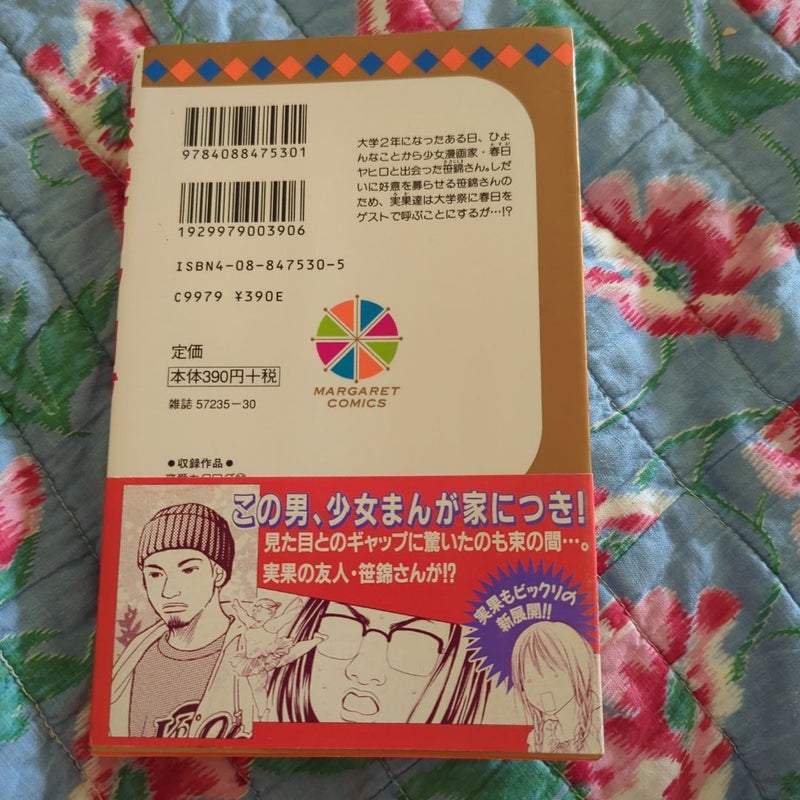 9784088475301
1929979003906
ISBN4-08-847530-5
C9979 ¥390E
定価
本体390円+税
雑誌 57235-30
●収録作品●
MARGARET
COMICS
大学2年になったある日、ひょ
んなことから少女漫画家・春日
ヤヒロと出会った笹錦さん。しだ
いに好意を募らせる笹錦さんの
ため、実果達は大学祭に春日を
ゲストで呼ぶことにするが…!?
この男、少女まんが家につき!
見た目とのギャップに驚いたのも束の間…。
実果の友人・笹錦さんが!?
実果もビックリの
新展開!!